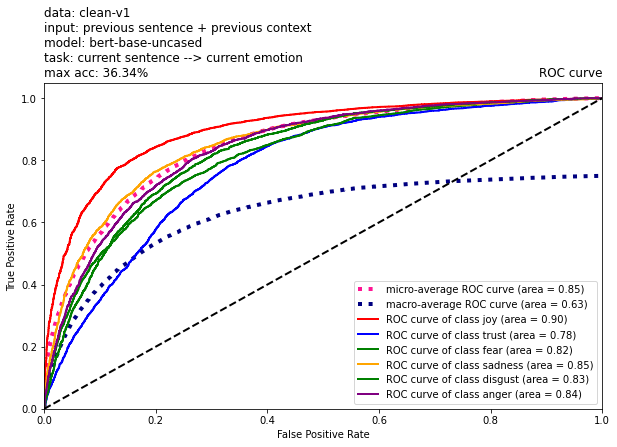 data: clean-v1
input: previous sentence + previous context
model: bert-base-uncased
task: current sentence --> current emotion
max acc: 36.34%
ROC curve
1.0
0.8
0.6
0.4
0.2
0.0
True Positive Rate
micro-average ROC curve (area = 0.85)
macro-average ROC curve (area = 0.63)
ROC curve of class joy (area = 0.90)
ROC curve of class trust (area = 0.78)
ROC curve of class fear (area = 0.82)
ROC curve of class sadness (area = 0.85)
ROC curve of class disgust (area = 0.83)
ROC curve of class anger (area = 0.84)
0.0 0.2 0.4 0.6 0.8 1.0
False Positive Rate